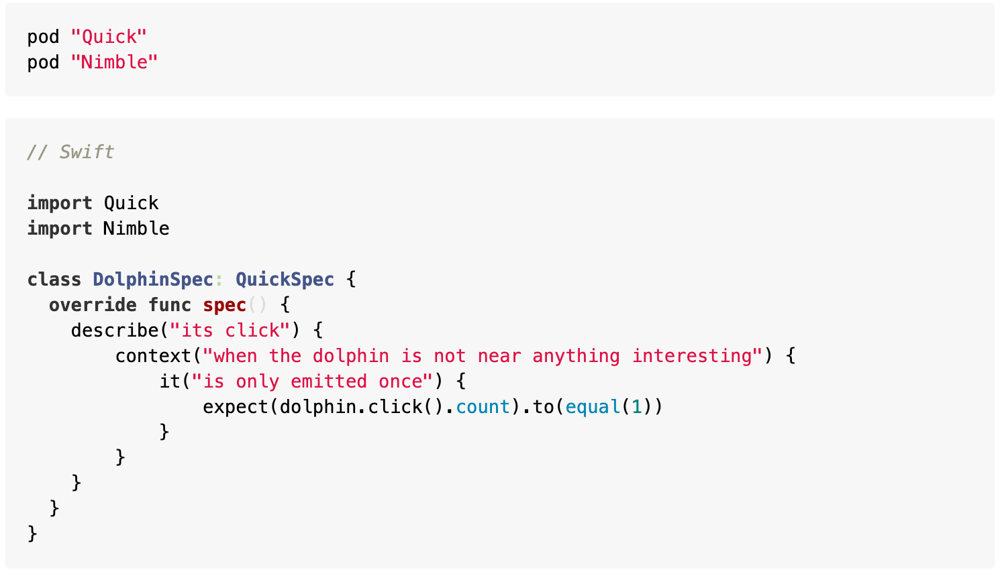 pod "Quick"
pod "Nimble"
// Swift
import Quick
import Nimble
class DolphinSpec: QuickSpec {
override func spec() {
describe("its click") {
context("when the dolphin is not near anything interesting") {
it("is only emitted once") {
expect(dolphin.click().count).to(equal(1))
}
}
}
}
}